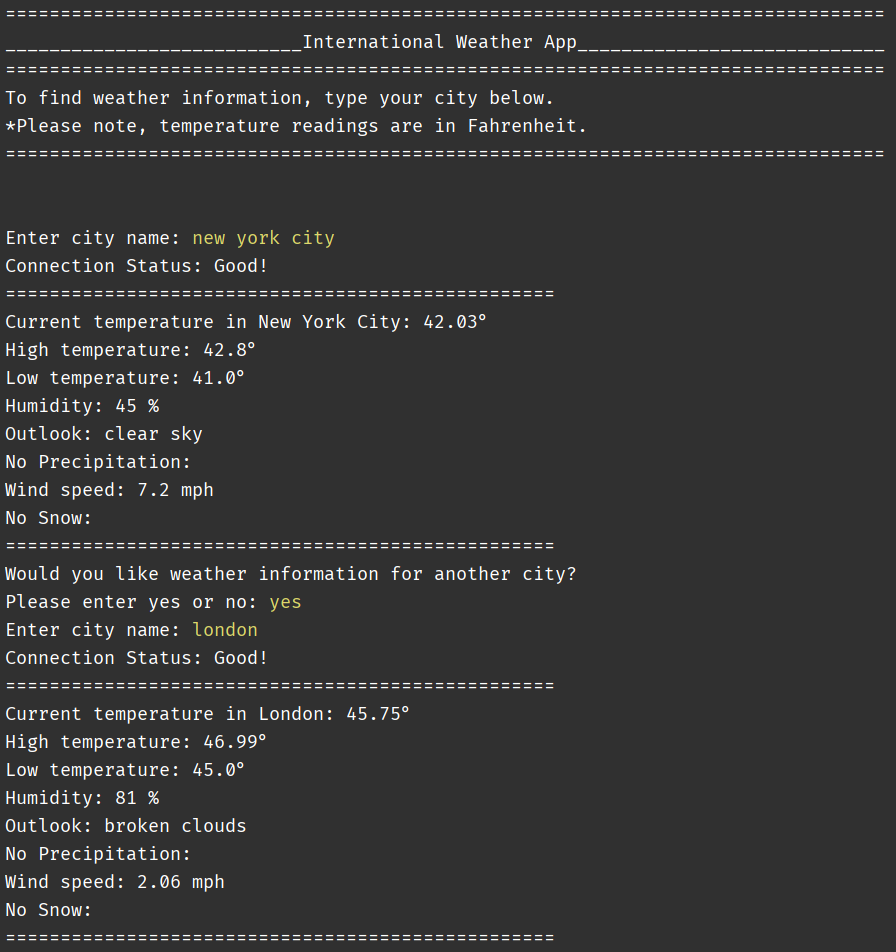 ================================================================================
___________________________International Weather App____________________________
================================================================================
To find weather information, type your city below.
*Please note, temperature readings are in Fahrenheit.
================================================================================
Enter city name: new york city
Connection Status: Good!
==================================================
Current temperature in New York City: 42.03°
High temperature: 42.8°
Low temperature: 41.0°
Humidity: 45 %
Outlook: clear sky
No Precipitation:
Wind speed: 7.2 mph
No Snow:
==================================================
Would you like weather information for another city?
Please enter yes or no: yes
Enter city name: london
Connection Status: Good!
==================================================
Current temperature in London: 45.75°
High temperature: 46.99°
Low temperature: 45.0°
Humidity: 81 %
Outlook: broken clouds
No Precipitation:
Wind speed: 2.06 mph
No Snow:
==================================================